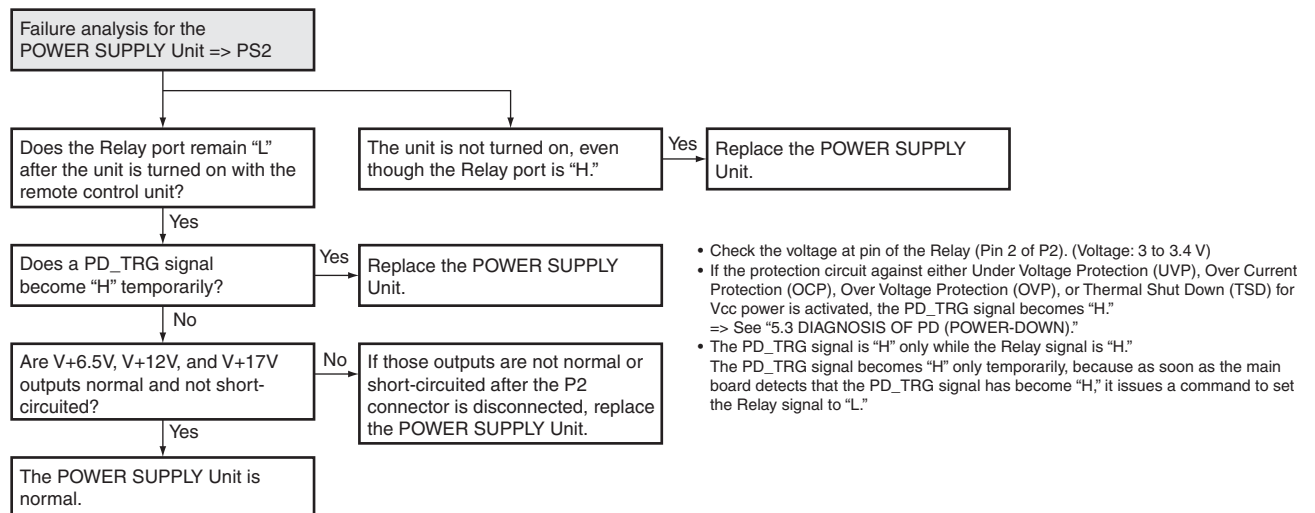 Failure analysis for the
POWER SUPPLY Unit => PS2
Does the Relay port remain “L”
after the unit is turned on with the
remote control unit?
The unit is not turned on, even
though the Relay port is “H.”
Yes
Replace the POWER SUPPLY
Unit.
Yes
Does a PD_TRG signal
become “H” temporarily?
Yes
Replace the POWER SUPPLY
Unit.
No
Are V+6.5V, V+12V, and V+17V
outputs normal and not short-
circuited?
No
If those outputs are not normal or
short-circuited after the P2
connector is disconnected, replace
the POWER SUPPLY Unit.
Yes
The POWER SUPPLY Unit is
normal.
• Check the voltage at pin of the Relay (Pin 2 of P2). (Voltage: 3 to 3.4 V)
• If the protection circuit against either Under Voltage Protection (UVP), Over Current
Protection (OCP), Over Voltage Protection (OVP), or Thermal Shut Down (TSD) for
Vcc power is activated, the PD_TRG signal becomes “H.”
=> See “5.3 DIAGNOSIS OF PD (POWER-DOWN).”
• The PD_TRG signal is “H” only while the Relay signal is “H.”
The PD_TRG signal becomes “H” only temporarily, because as soon as the main
board detects that the PD_TRG signal has become “H,” it issues a command to set
the Relay signal to “L.”